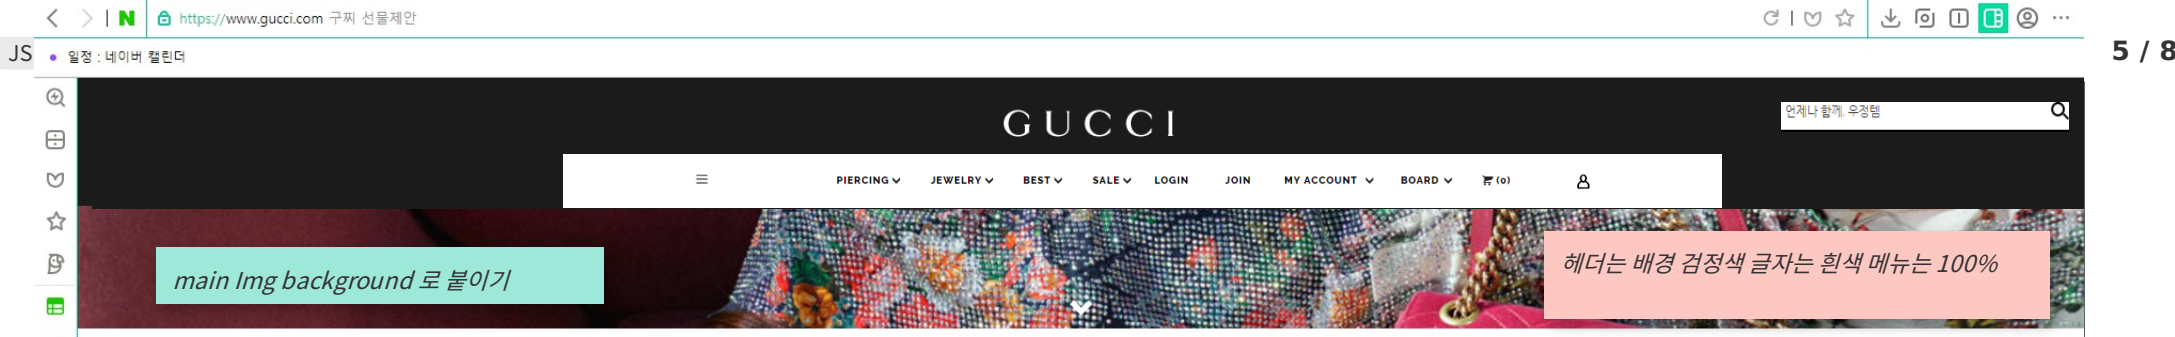 N https://www.gucci.com 구찌 선물제안
JS 일정 : 네이버 캘린더
5 / 8
GUCCI
언제나 함께. 우정템
PIERCING JEWELRY BEST SALE LOGIN JOIN MY ACCOUNT BOARD (0)
main Img background 로 붙이기
헤더는 배경 검정색 글자는 흰색 메뉴는 100%